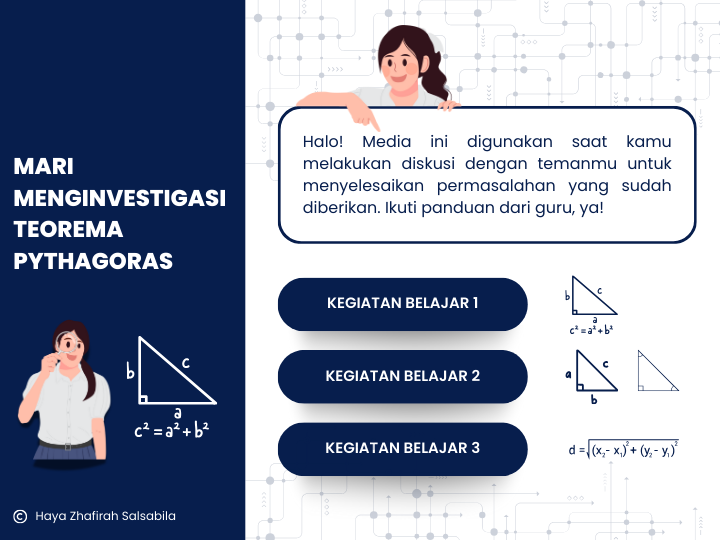 MARI
MENGINVESTIGASI
TEOREMA
PYTHAGORAS
b
c
a
c² = a² + b²
© Haya Zhafirah Salsabila
Halo! Media ini digunakan saat kamu
melakukan diskusi dengan temanmu untuk
menyelesaikan permasalahan yang sudah
diberikan. Ikuti panduan dari guru, ya!
KEGIATAN BELAJAR 1
b
c
a
c² = a² + b²
KEGIATAN BELAJAR 2
a
c
b
KEGIATAN BELAJAR 3
d = √(x₂ - x₁)² + (y₂ - y₁)²